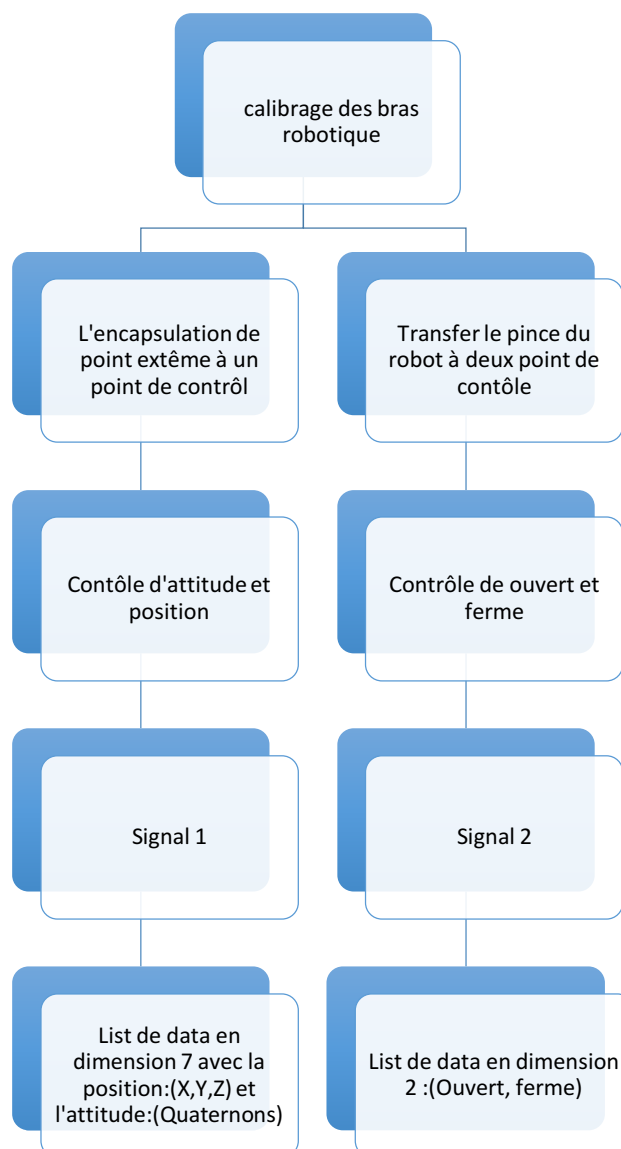 calibrage des bras
robotique
L'encapsulation de
point extême à un
point de contrôl
Transfer le pince du
robot à deux point de
contôle
Contôle d'attitude et
position
Contrôle de ouvert et
ferme
Signal 1
Signal 2
List de data en
dimension 7 avec la
position:(X,Y,Z) et
l'attitude:(Quaternons)
List de data en dimension
2 :(Ouvert, ferme)